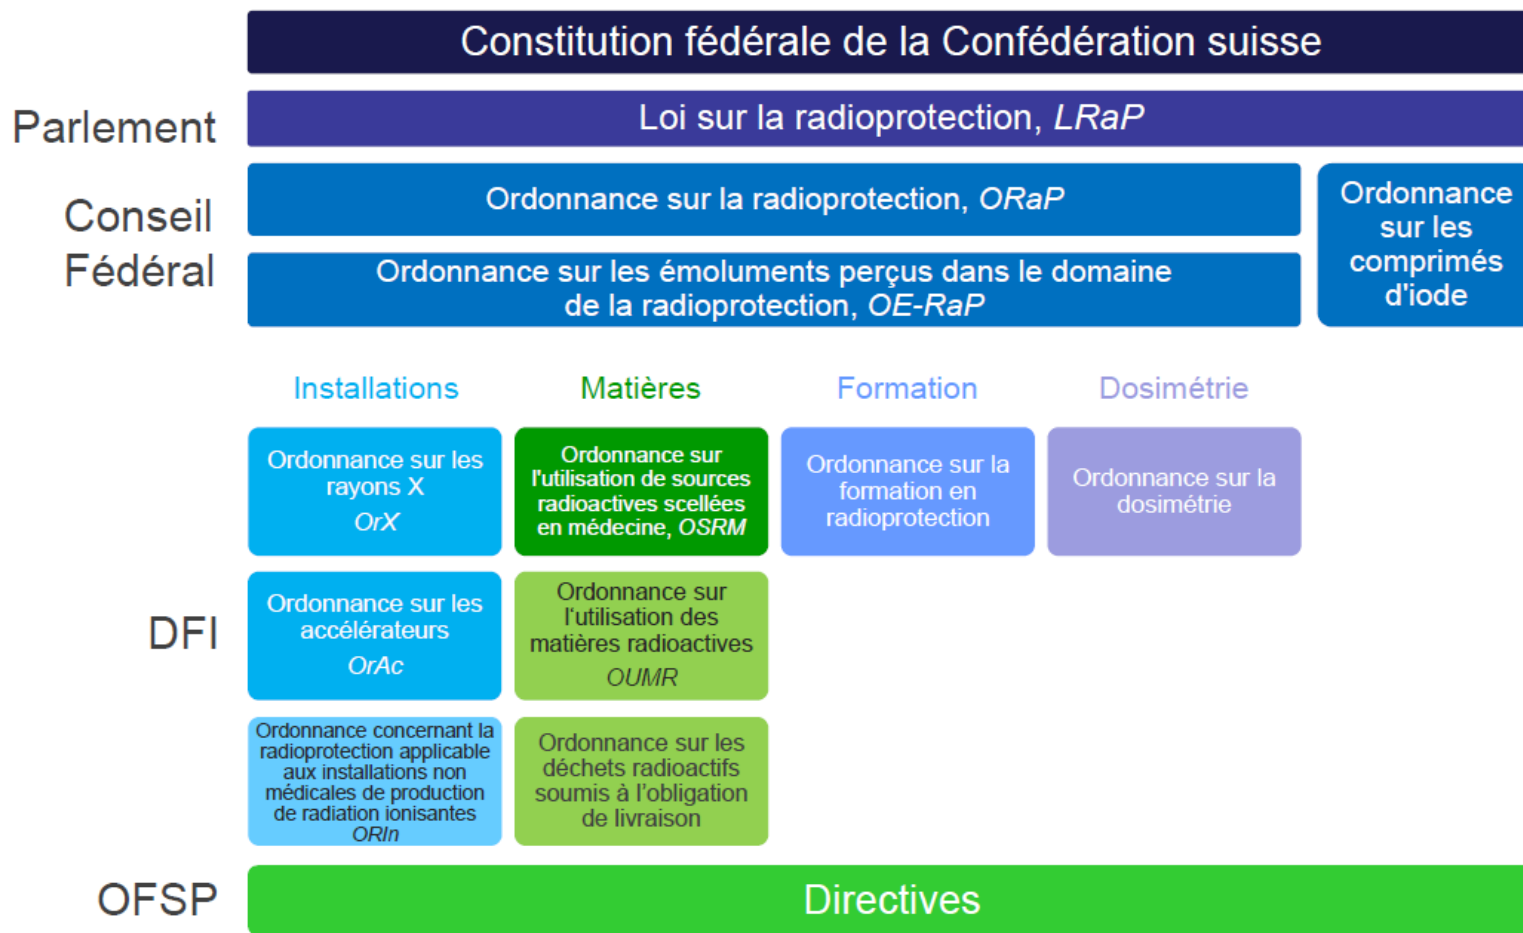 Constitution fédérale de la Confédération suisse
Parlement
Loi sur la radioprotection, LRaP
Conseil
Fédéral
Ordonnance sur la radioprotection, ORaP
Ordonnance sur les émoluments perçus dans le domaine
de la radioprotection, OE-RaP
Ordonnance
sur les
comprimés
d'iode
Installations
Matières
Formation
Dosimétrie
DFI
Ordonnance sur les
rayons X
OrX
Ordonnance sur
l'utilisation de sources
radioactives scellées
en médecine, OSRM
Ordonnance sur la
formation en
radioprotection
Ordonnance sur la
dosimétrie
Ordonnance sur les
accélérateurs
OrAc
Ordonnance sur
l‘utilisation des
matières radioactives
OUMR
Ordonnance concernant la
radioprotection applicable
aux installations non
médicales de production
de radiation ionisantes
ORIn
Ordonnance sur les
déchets radioactifs
soumis à l’obligation
de livraison
OFSP
Directives